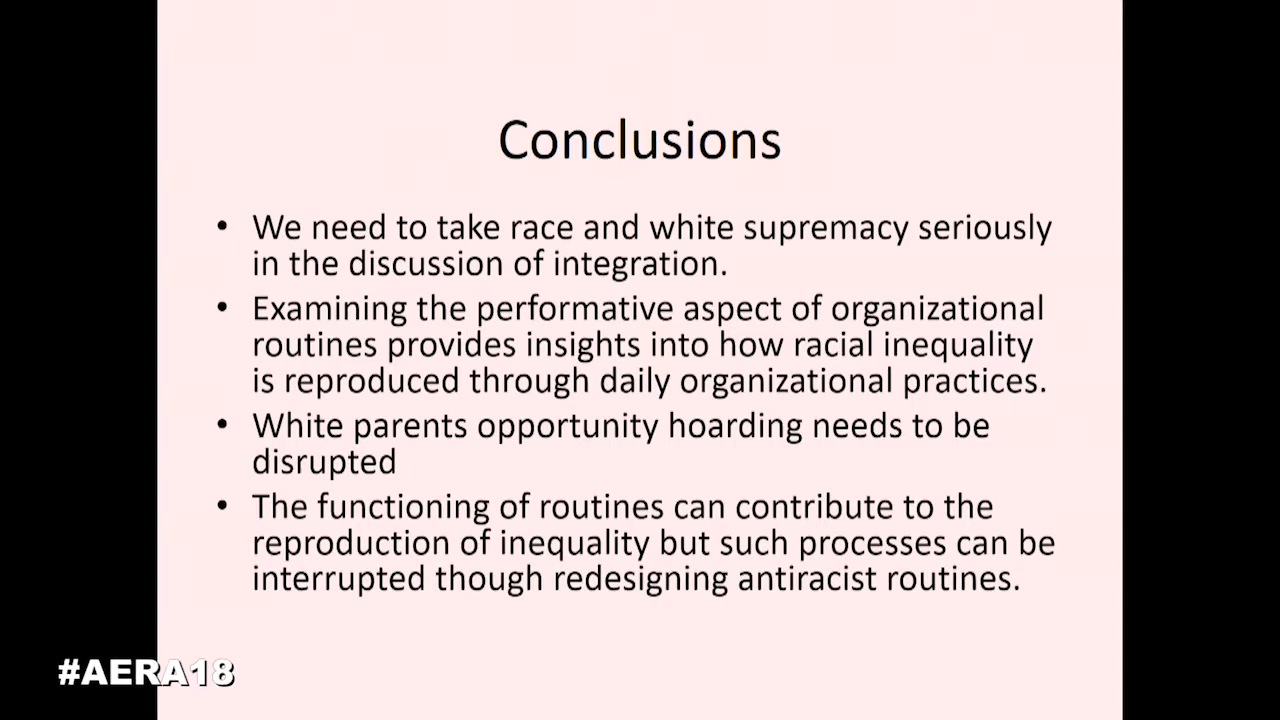 Conclusions
• We need to take race and white supremacy seriously
in the discussion of integration.
• Examining the performative aspect of organizational
routines provides insights into how racial inequality
is reproduced through daily organizational practices.
• White parents opportunity hoarding needs to be
disrupted
• The functioning of routines can contribute to the
reproduction of inequality but such processes can be
interrupted though redesigning antiracist routines.
#AERA18